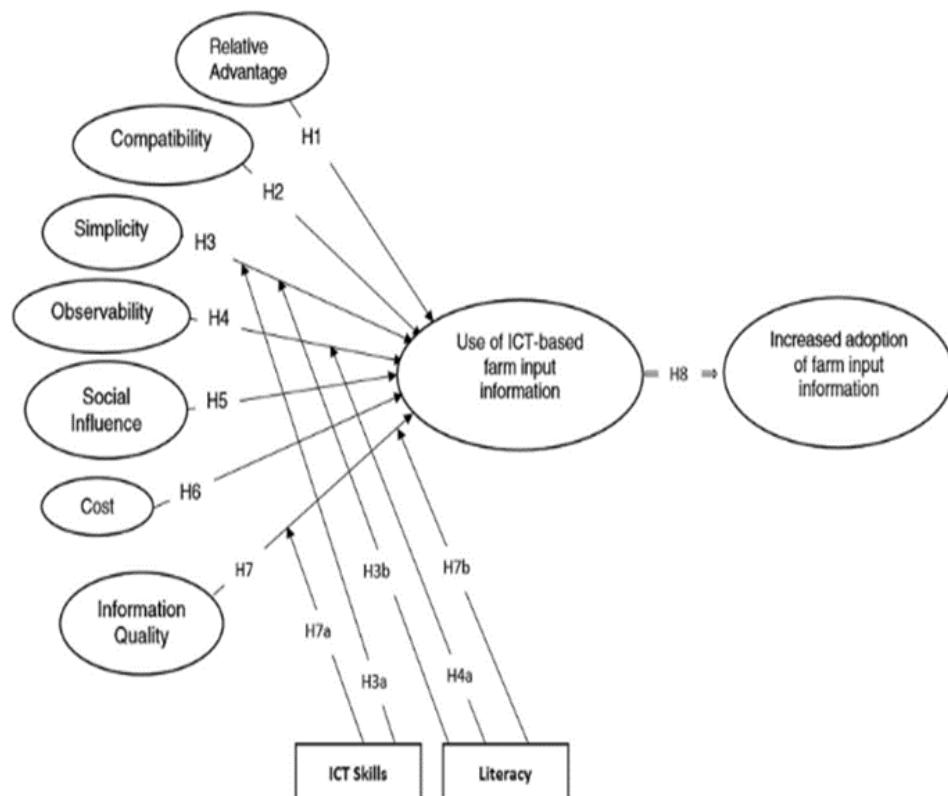 Relative
Advantage
H1
Compatibility
H2
Simplicity
H3
Observability
H4
Social
Influence
H5
Cost
H6
Information
Quality
H7
Use of ICT-based
farm input
information
H8
Increased adoption
of farm input
information
H7a
H3a
H3b
H4a
H7b
ICT Skills
Literacy